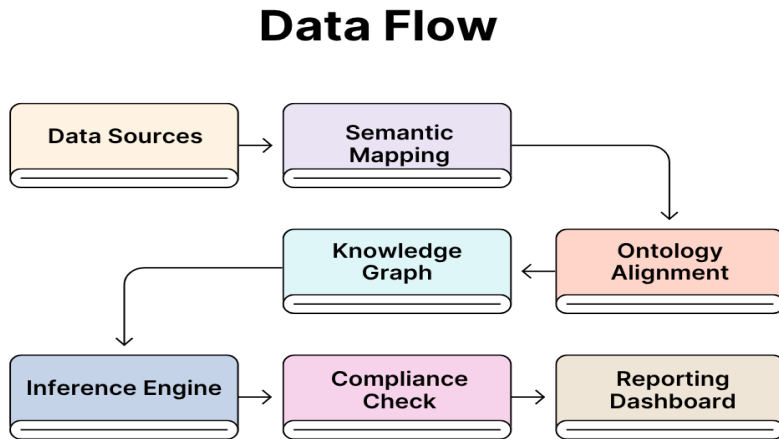 Data Flow
Data Sources
Semantic
Mapping
Ontology
Alignment
Knowledge
Graph
Inference Engine
Compliance
Check
Reporting
Dashboard